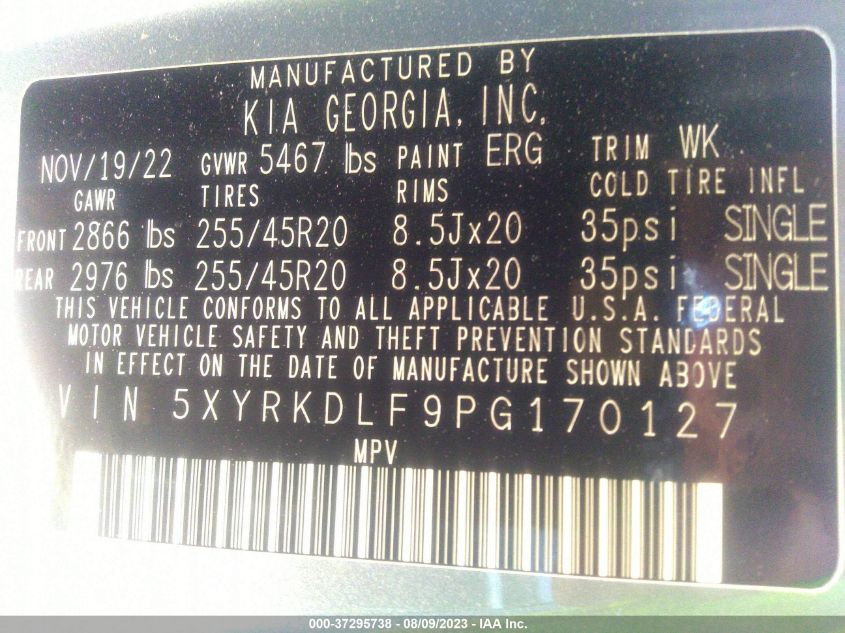 MANUFACTURED BY
KIA GEORGIA, INC.
NOV/19/22 GVWR 5467 lbs PAINT ERG TRIM WK
GAWR TIRES RIMS COLD TIRE INFL
FRONT 2866 lbs 255/45R20 8.5Jx20 35psi SINGLE
REAR 2976 lbs 255/45R20 8.5Jx20 35psi SINGLE
THIS VEHICLE CONFORMS TO ALL APPLICABLE U.S.A. FEDERAL
MOTOR VEHICLE SAFETY AND THEFT PREVENTION STANDARDS
IN EFFECT ON THE DATE OF MANUFACTURE SHOWN ABOVE
VIN 5XYRKDLF9PG170127
MPV
000-37295738 - 08/09/2023 - IAA Inc.